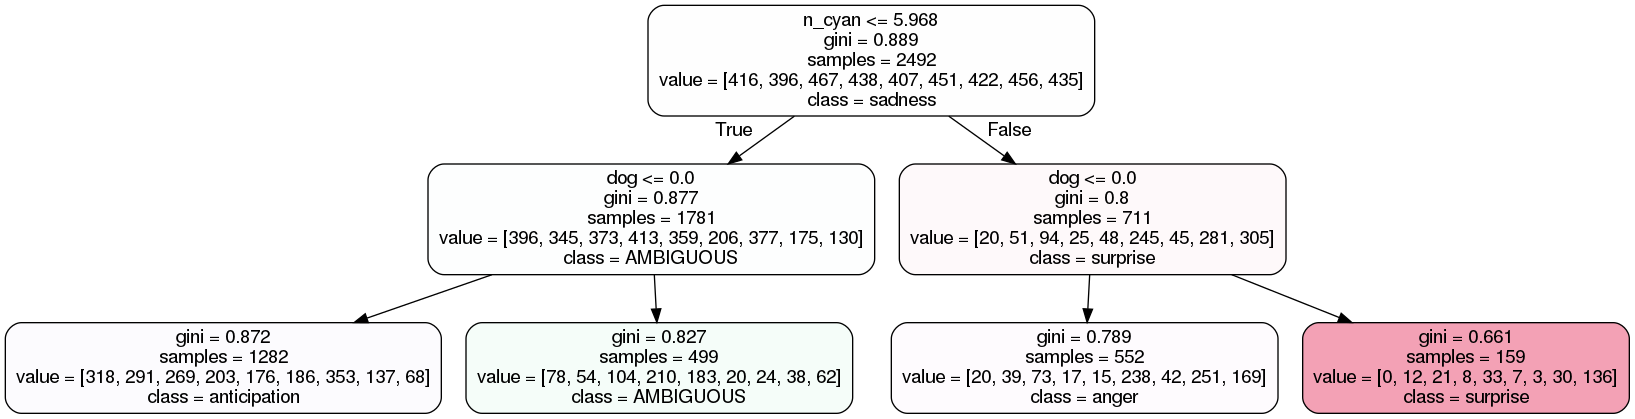 n_cyan <= 5.968
gini = 0.889
samples = 2492
value = [416, 396, 467, 438, 407, 451, 422, 456, 435]
class = sadness
True
False
dog <= 0.0
gini = 0.877
samples = 1781
value = [396, 345, 373, 413, 359, 206, 377, 175, 130]
class = AMBIGUOUS
dog <= 0.0
gini = 0.8
samples = 711
value = [20, 51, 94, 25, 48, 245, 45, 281, 305]
class = surprise
gini = 0.872
samples = 1282
value = [318, 291, 269, 203, 176, 186, 353, 137, 68]
class = anticipation
gini = 0.827
samples = 499
value = [78, 54, 104, 210, 183, 20, 24, 38, 62]
class = AMBIGUOUS
gini = 0.789
samples = 552
value = [20, 39, 73, 17, 15, 238, 42, 251, 169]
class = anger
gini = 0.661
samples = 159
value = [0, 12, 21, 8, 33, 7, 3, 30, 136]
class = surprise